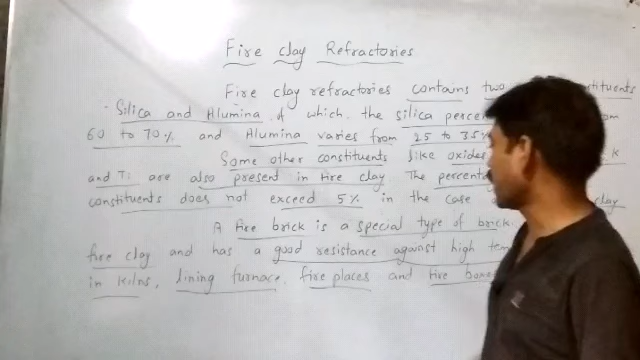 Fire clay Refractories
Fire clay refractories contains two
Silica and Alumina of which the silica
60 to 70% and Alumina varies from 25 to 35%
Some other constituents like oxides K
and Ti are also present in fire clay The
constituents does not exceed 5% in the case clay
A fire brick is a special type of brick
fire clay and has a good resistance against high
in kilns, lining furnace, fire places and fire